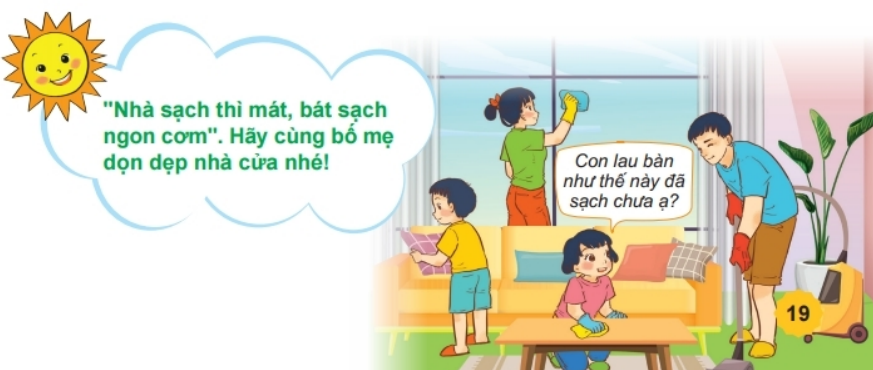 "Nhà sạch thì mát, bát sạch
ngon cơm". Hãy cùng bố mẹ
dọn dẹp nhà cửa nhé!
Con lau bàn
như thế này đã
sạch chưa ạ?
19